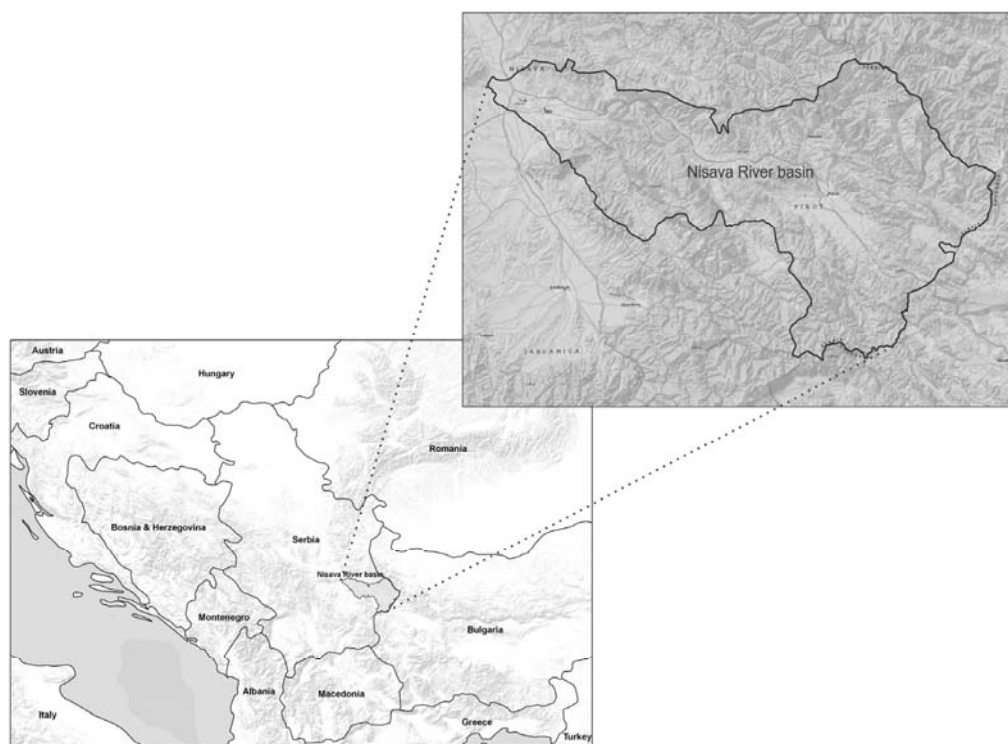 NISAVA
Nisava River basin
PIROT
JABLANICA
Austria
Hungary
Slovenia
Croatia
Romania
Bosnia & Herzegovina
Serbia
Nisava River basin
Montenegro
Bulgaria
Albania
Macedonia
Italy
Greece
Turkey